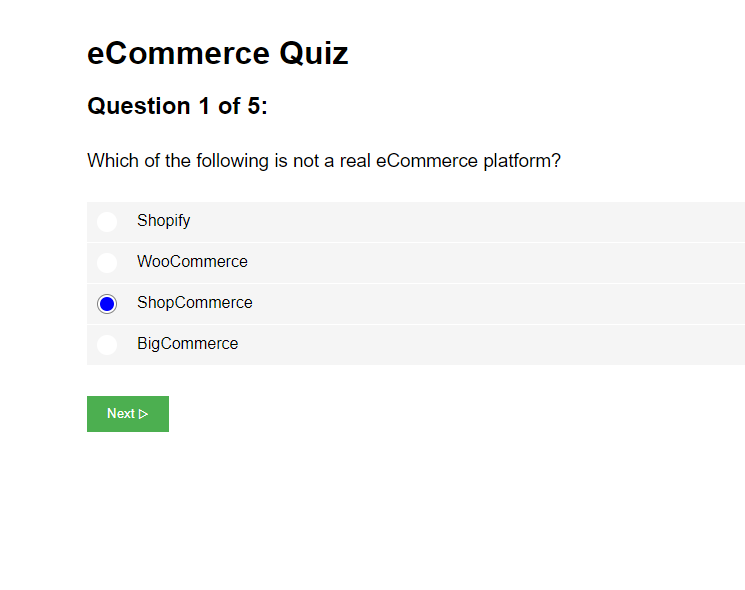 eCommerce Quiz
Question 1 of 5:
Which of the following is not a real eCommerce platform?
Shopify
WooCommerce
ShopCommerce
BigCommerce
Next ▷